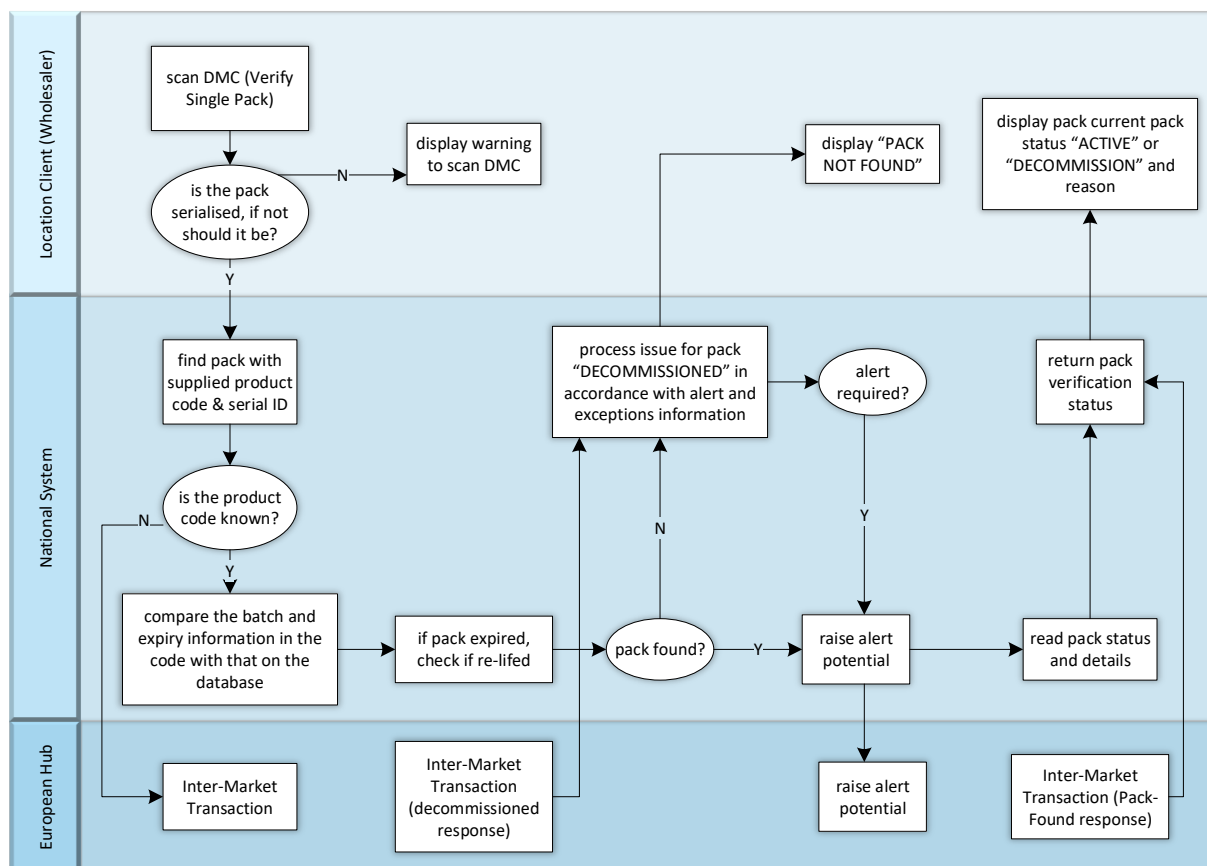 Location Client (Wholesaler)
scan DMC (Verify
Single Pack)
display warning
to scan DMC
N
is the pack
serialised, if not
should it be?
Y
display “PACK
NOT FOUND”
display pack current pack
status “ACTIVE” or
“DECOMMISSION” and
reason
National System
find pack with
supplied product
code & serial ID
is the product
code known?
N
Y
compare the batch and
expiry information in the
code with that on the
database
if pack expired,
check if re-lifed
process issue for pack
“DECOMMISSIONED” in
accordance with alert and
exceptions information
N
pack found?
Y
alert
required?
Y
raise alert
potential
return pack
verification
status
read pack status
and details
European Hub
Inter-Market
Transaction
Inter-Market
Transaction
(decommissioned
response)
raise alert
potential
Inter-Market
Transaction (Pack-
Found response)